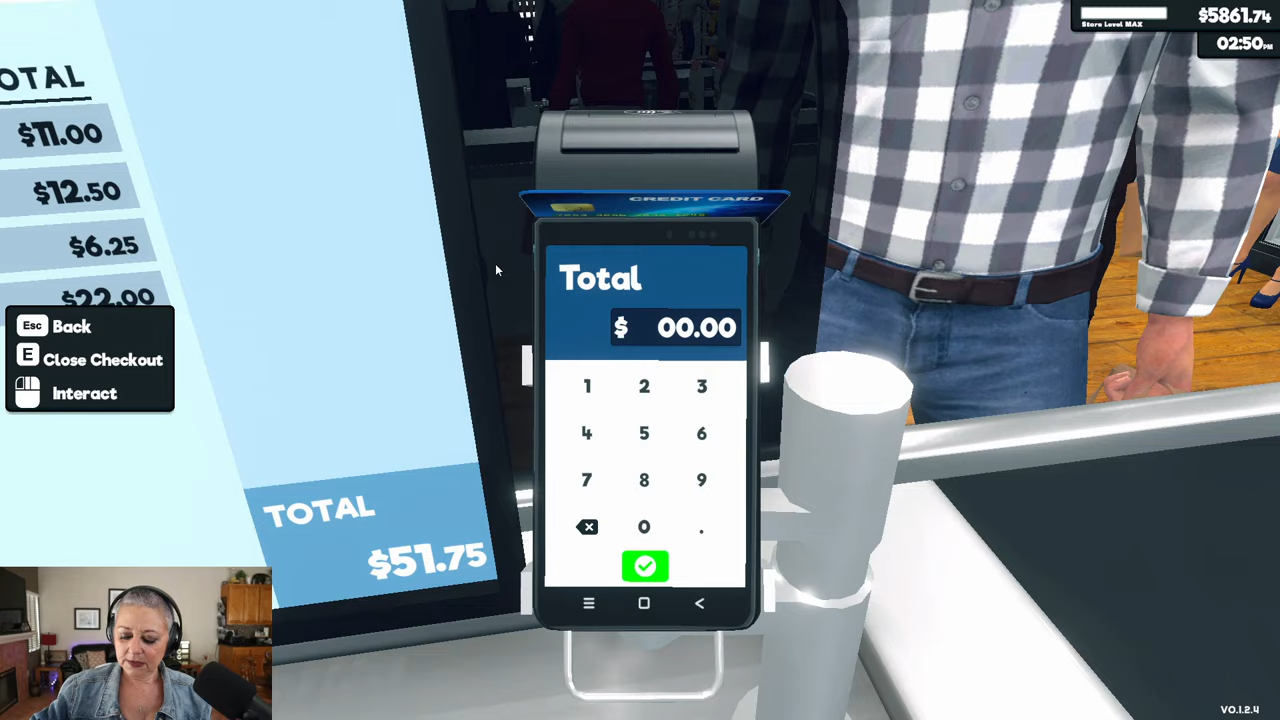 OTAL
$11.00
$12.50
$6.25
$22.00
Esc Back
E Close Checkout
Interact
TOTAL
$51.75
CREDIT CARD
Total
$ 00.00
1 2 3
4 5 6
7 8 9
0 .
Store Level MAX
$5861.74
02:50PM
V0.1.2.4